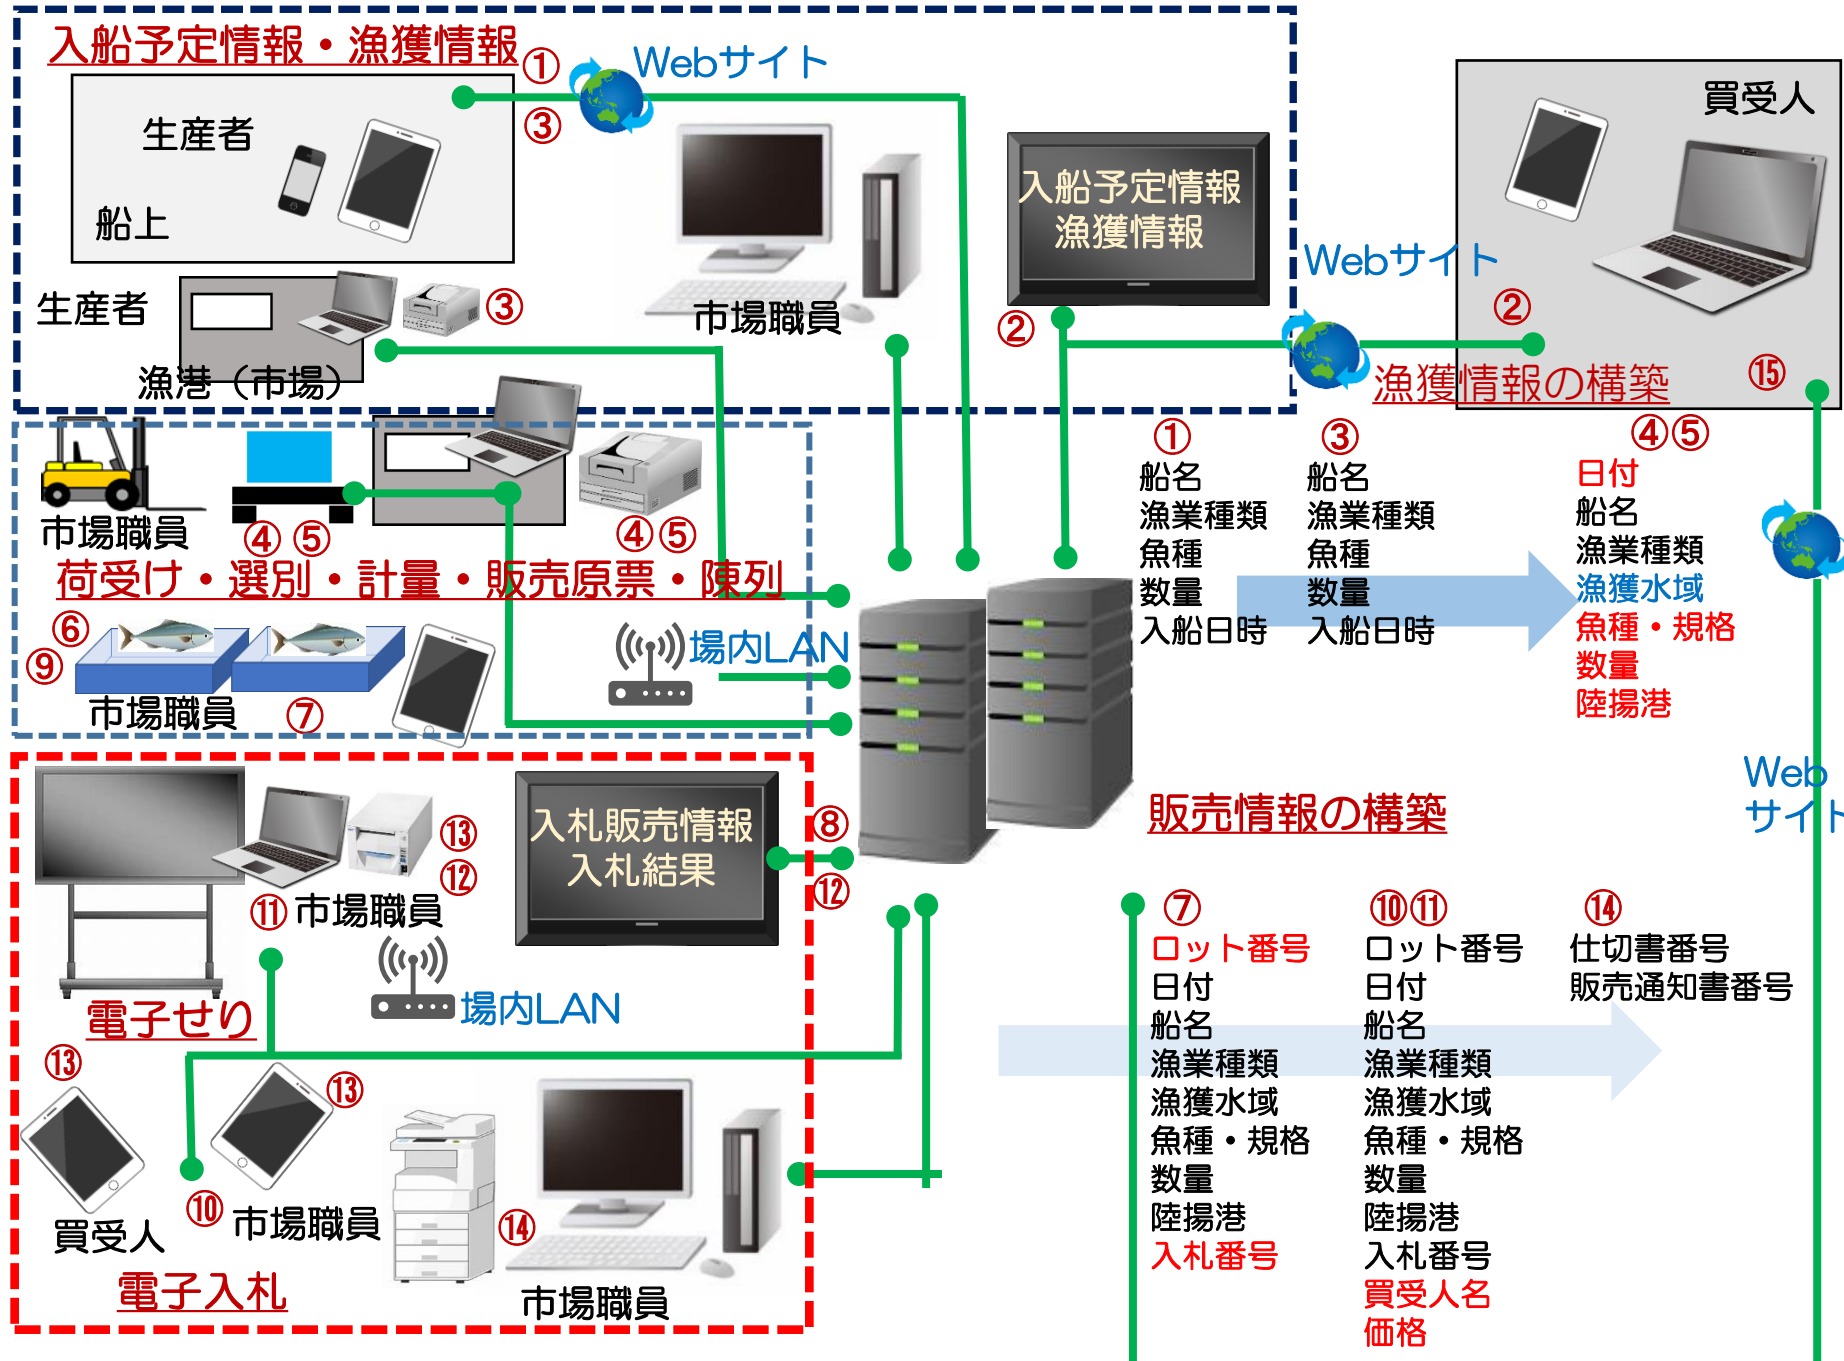 入船予定情報・漁獲情報
①
Webサイト
③
生産者
船上
生産者
③
漁港（市場）
市場職員
入船予定情報
漁獲情報
②
Webサイト
買受人
②
⑮
漁獲情報の構築
市場職員
④ ⑤
④⑤
荷受け・選別・計量・販売原票・陳列
⑥
⑨
市場職員
⑦
場内LAN
①
船名
漁業種類
魚種
数量
入船日時
③
船名
漁業種類
魚種
数量
入船日時
④⑤
日付
船名
漁業種類
漁獲水域
魚種・規格
数量
陸揚港
Web
サイト
⑬
⑫
⑪
市場職員
入札販売情報
入札結果
⑧
⑫
場内LAN
電子せり
⑬
⑬
買受人
⑩
市場職員
⑭
市場職員
電子入札
販売情報の構築
⑦
ロット番号
日付
船名
漁業種類
漁獲水域
魚種・規格
数量
陸揚港
入札番号
⑩⑪
ロット番号
日付
船名
漁業種類
漁獲水域
魚種・規格
数量
陸揚港
入札番号
買受人名
価格
⑭
仕切書番号
販売通知書番号